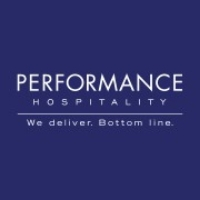 PERFORMANCE
HOSPITALITY
We deliver. Bottom line.